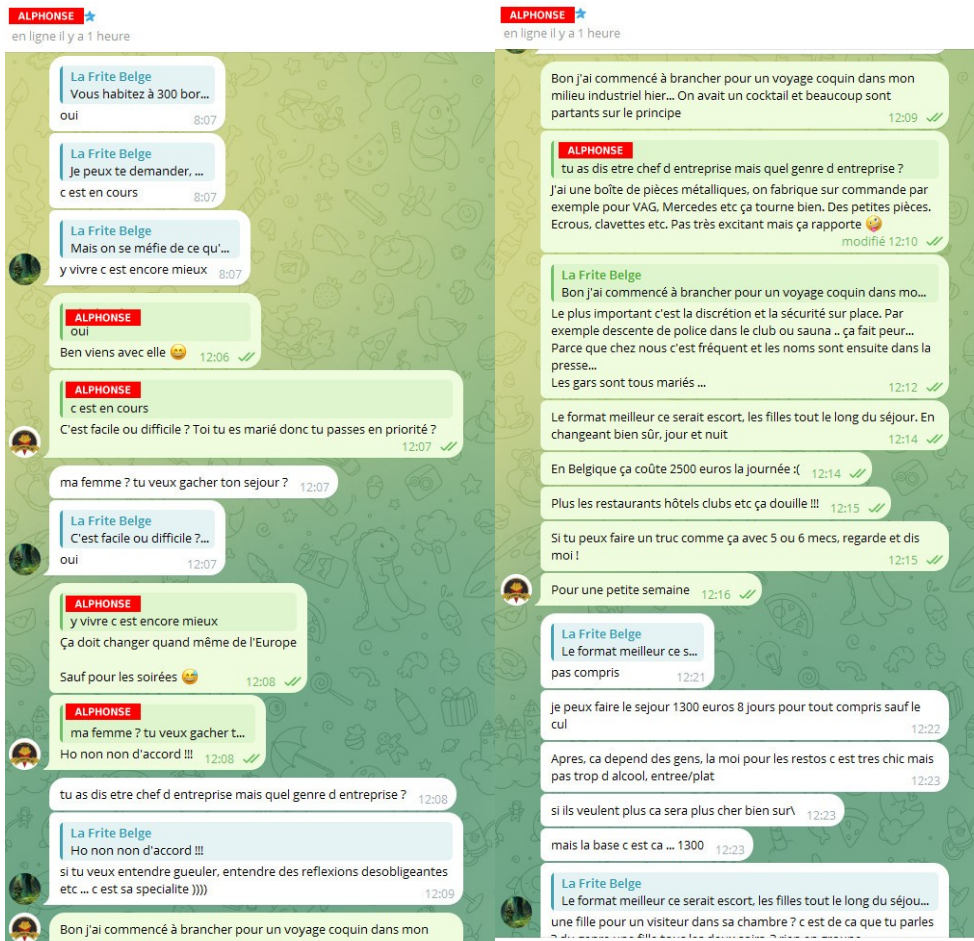 ALPHONSE
en ligne il y a 1 heure
La Frite Belge
Vous habitez à 300 bor...
oui
8:07
La Frite Belge
Je peux te demander, ...
c est en cours
8:07
La Frite Belge
Mais on se méfie de ce qu'...
y vivre c est encore mieux 8:07
ALPHONSE
oui
Ben viens avec elle 😄 12:06
ALPHONSE
c est en cours
C'est facile ou difficile ? Toi tu es marié donc tu passes en priorité ?
12:07
ma femme ? tu veux gacher ton sejour ? 12:07
La Frite Belge
C'est facile ou difficile ?...
oui
12:07
ALPHONSE
y vivre c est encore mieux
Ça doit changer quand même de l'Europe
Sauf pour les soirées 😅 12:08
ALPHONSE
ma femme ? tu veux gacher t...
Ho non non d'accord !!! 12:08
tu as dis etre chef d entreprise mais quel genre d entreprise ? 12:08
La Frite Belge
Ho non non d'accord !!!
si tu veux entendre gueuler, entendre des reflexions desobligeantes
etc ... c est sa specialite ))))
12:09
Bon j'ai commencé à brancher pour un voyage coquin dans mon
ALPHONSE
en ligne il y a 1 heure
Bon j'ai commencé à brancher pour un voyage coquin dans mon
milieu industriel hier... On avait un cocktail et beaucoup sont
partants sur le principe
12:09
ALPHONSE
tu as dis etre chef d entreprise mais quel genre d entreprise ?
J'ai une boîte de pièces métalliques, on fabrique sur commande par
exemple pour VAG, Mercedes etc ça tourne bien. Des petites pièces.
Ecrous, clavettes etc. Pas très excitant mais ça rapporte 🤪
modifié 12:10
La Frite Belge
Bon j'ai commencé à brancher pour un voyage coquin dans mo...
Le plus important c'est la discrétion et la sécurité sur place. Par
exemple descente de police dans le club ou sauna .. ça fait peur...
Parce que chez nous c'est fréquent et les noms sont ensuite dans la
presse...
Les gars sont tous mariés ...
12:12
Le format meilleur ce serait escort, les filles tout le long du séjour. En
changeant bien sûr, jour et nuit
12:14
En Belgique ça coûte 2500 euros la journée :( 12:14
Plus les restaurants hôtels clubs etc ça douille !!! 12:15
Si tu peux faire un truc comme ça avec 5 ou 6 mecs, regarde et dis
moi !
12:15
Pour une petite semaine 12:16
La Frite Belge
Le format meilleur ce s...
pas compris
12:21
je peux faire le sejour 1300 euros 8 jours pour tout compris sauf le
cul
12:22
Apres, ca depend des gens, la moi pour les restos c est tres chic mais
pas trop d alcool, entree/plat
12:23
si ils veulent plus ca sera plus cher bien sur\ 12:23
mais la base c est ca ... 1300 12:23
La Frite Belge
Le format meilleur ce serait escort, les filles tout le long du séjou...
une fille pour un visiteur dans sa chambre ? c est de ca que tu parles